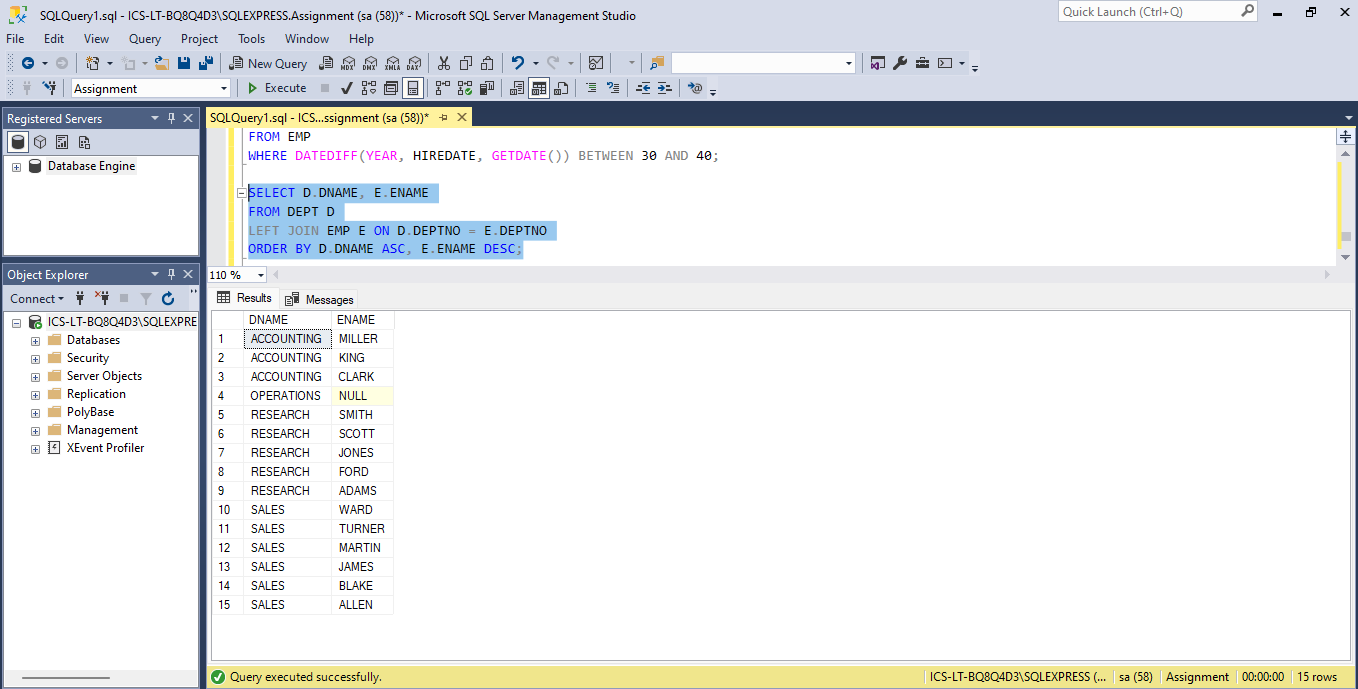 SQLQuery1.sql - ICS-LT-BQ8Q4D3\SQLEXPRESS.Assignment (sa (58))* - Microsoft SQL Server Management Studio
Quick Launch (Ctrl+Q)
File Edit View Query Project Tools Window Help
New Query MDX DMX XMLA DAX
Assignment Execute
Registered Servers
SQLQuery1.sql - ICS...ssignment (sa (58))*
Database Engine
FROM EMP
WHERE DATEDIFF(YEAR, HIREDATE, GETDATE()) BETWEEN 30 AND 40;
SELECT D.DNAME, E.ENAME
FROM DEPT D
LEFT JOIN EMP E ON D.DEPTNO = E.DEPTNO
ORDER BY D.DNAME ASC, E.ENAME DESC;
110 %
Object Explorer
Connect
ICS-LT-BQ8Q4D3\SQLEXPRE
Databases
Security
Server Objects
Replication
PolyBase
Management
XEvent Profiler
Results Messages
DNAME ENAME
1 ACCOUNTING MILLER
2 ACCOUNTING KING
3 ACCOUNTING CLARK
4 OPERATIONS NULL
5 RESEARCH SMITH
6 RESEARCH SCOTT
7 RESEARCH JONES
8 RESEARCH FORD
9 RESEARCH ADAMS
10 SALES WARD
11 SALES TURNER
12 SALES MARTIN
13 SALES JAMES
14 SALES BLAKE
15 SALES ALLEN
Query executed successfully.
ICS-LT-BQ8Q4D3\SQLEXPRESS (... sa (58) Assignment 00:00:00 15 rows